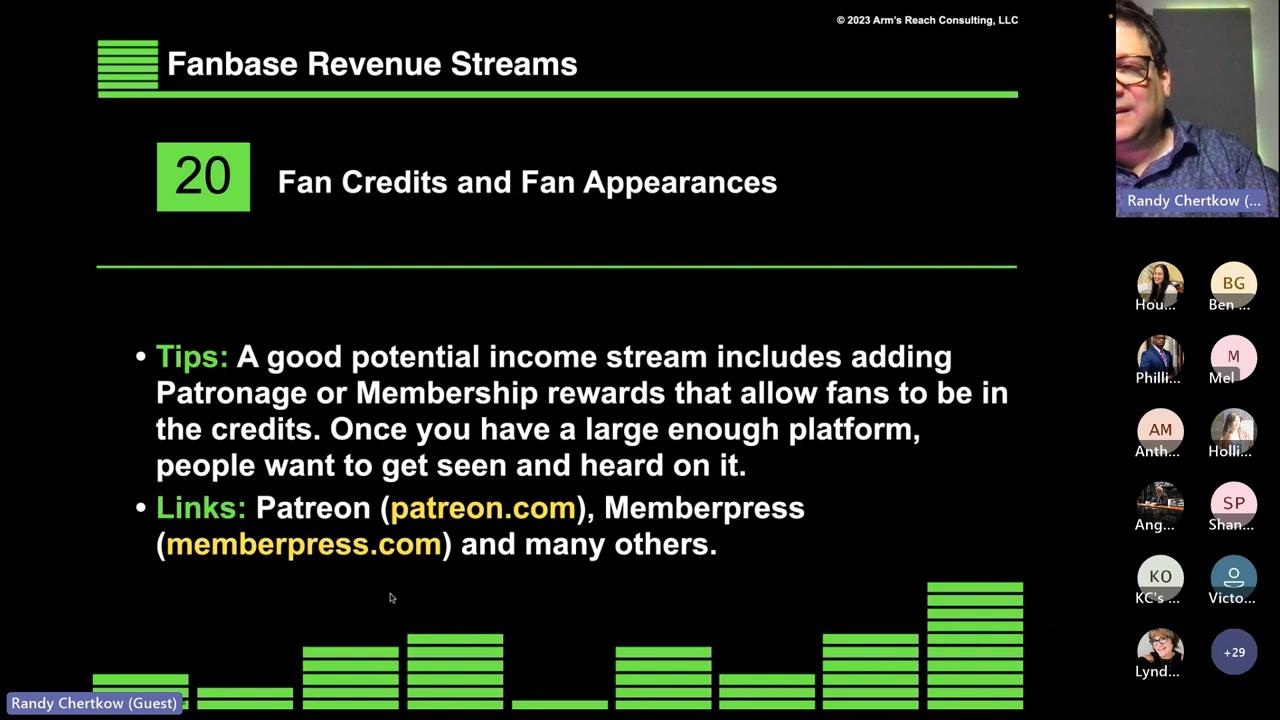 © 2023 Arm's Reach Consulting, LLC
Fanbase Revenue Streams
20
Fan Credits and Fan Appearances
• Tips: A good potential income stream includes adding
Patronage or Membership rewards that allow fans to be in
the credits. Once you have a large enough platform,
people want to get seen and heard on it.
• Links: Patreon (patreon.com), Memberpress
(memberpress.com) and many others.
Randy Chertkow (Guest)
Randy Chertkow (...
Hou...
BG
Ben ...
Philli...
M
Mel
AM
Anth...
Holli...
Ang...
SP
Shan...
KO
KC's ...
Victo...
Lynd...
+29